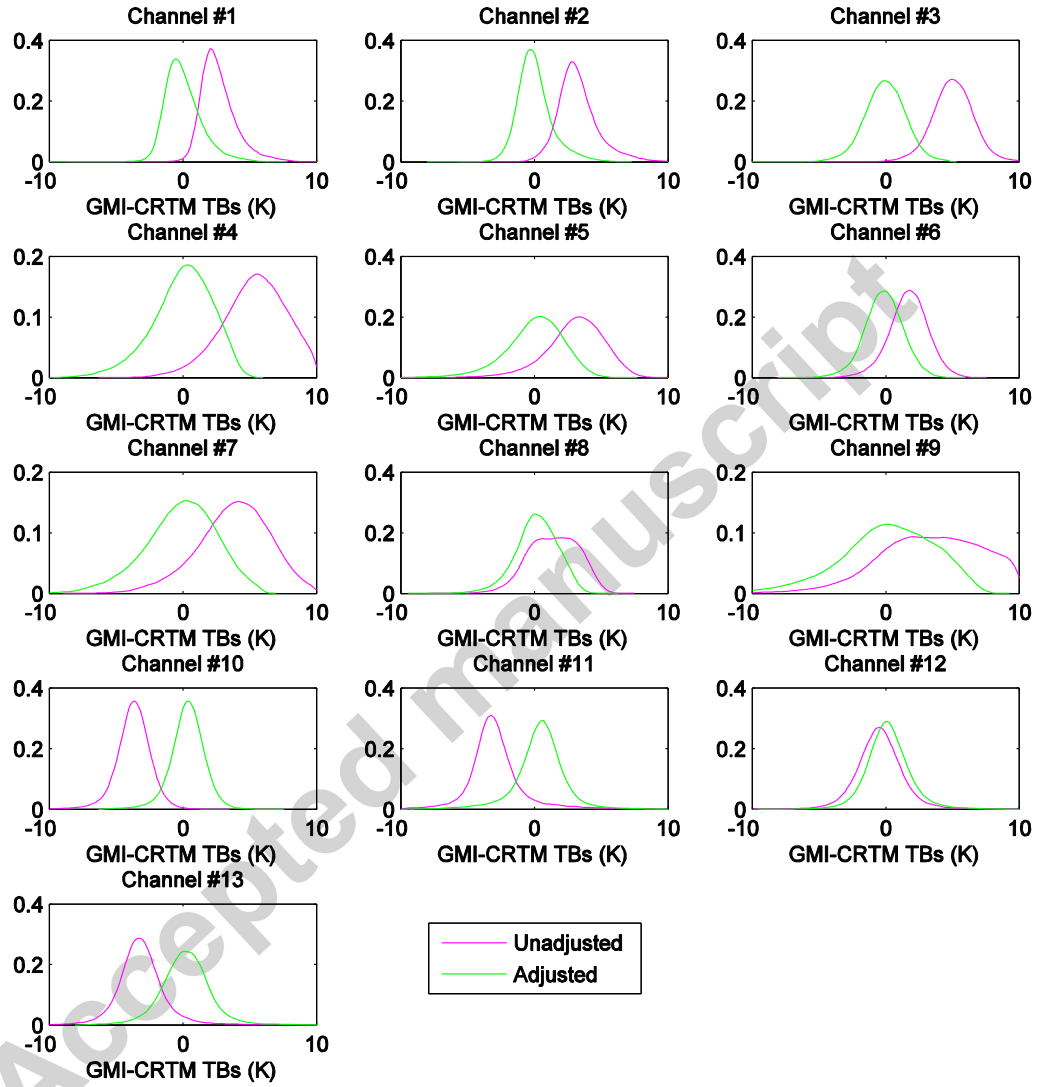 Channel #1 Channel #2 Channel #3
0.4 0.4 0.4
0.2 0.2 0.2
0 0 0
-10 0 10 -10 0 10 -10 0 10
GMI-CRTM TBs (K) GMI-CRTM TBs (K) GMI-CRTM TBs (K)
Channel #4 Channel #5 Channel #6
0.2 0.4 0.4
0.1 0.2 0.2
0 0 0
-10 0 10 -10 0 10 -10 0 10
GMI-CRTM TBs (K) GMI-CRTM TBs (K) GMI-CRTM TBs (K)
Channel #7 Channel #8 Channel #9
0.2 0.4 0.2
0.1 0.2 0.1
0 0 0
-10 0 10 -10 0 10 -10 0 10
GMI-CRTM TBs (K) GMI-CRTM TBs (K) GMI-CRTM TBs (K)
Channel #10 Channel #11 Channel #12
0.4 0.4 0.4
0.2 0.2 0.2
0 0 0
-10 0 10 -10 0 10 -10 0 10
GMI-CRTM TBs (K) GMI-CRTM TBs (K) GMI-CRTM TBs (K)
Channel #13
0.4
0.2
0
-10 0 10
GMI-CRTM TBs (K)
Unadjusted
Adjusted
Accepted manuscript